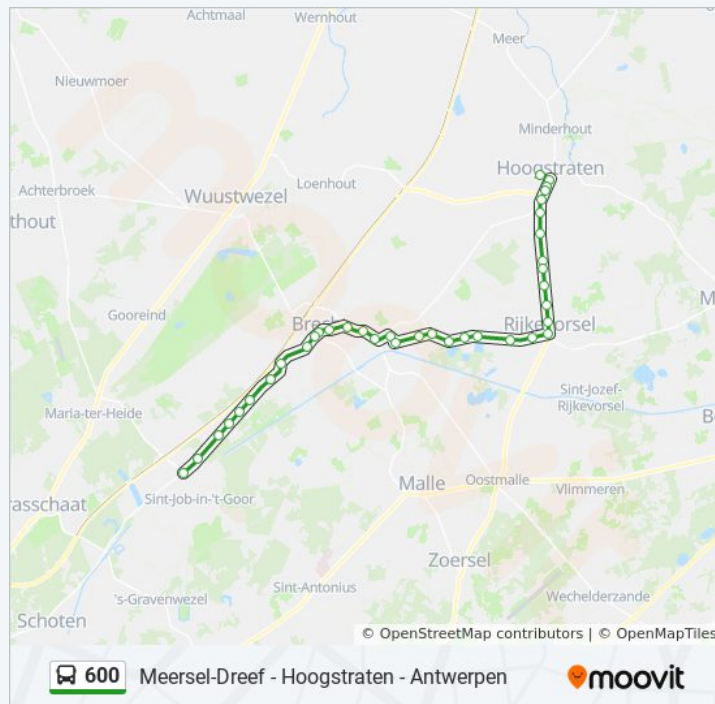 Achtmaal
Wernhout
Meer
Nieuwmoer
Minderhout
Hoogstraten
Loenhout
Achterbroek
Wuustwezel
thout
M
Gooreind
Brech
Rijkevorsel
Sint-Jozef-
Rijkevorsel
Maria-ter-Heide
B
Malle
Oostmalle
Vlimmeren
rasschaat
Sint-Job-in-'t-Goor
Zoersel
Sint-Antonius
Wechelderzande
's-Gravenwezel
Schoten
© OpenStreetMap contributors | © OpenMapTiles
600 Meersel-Dreef - Hoogstraten - Antwerpen
moovit